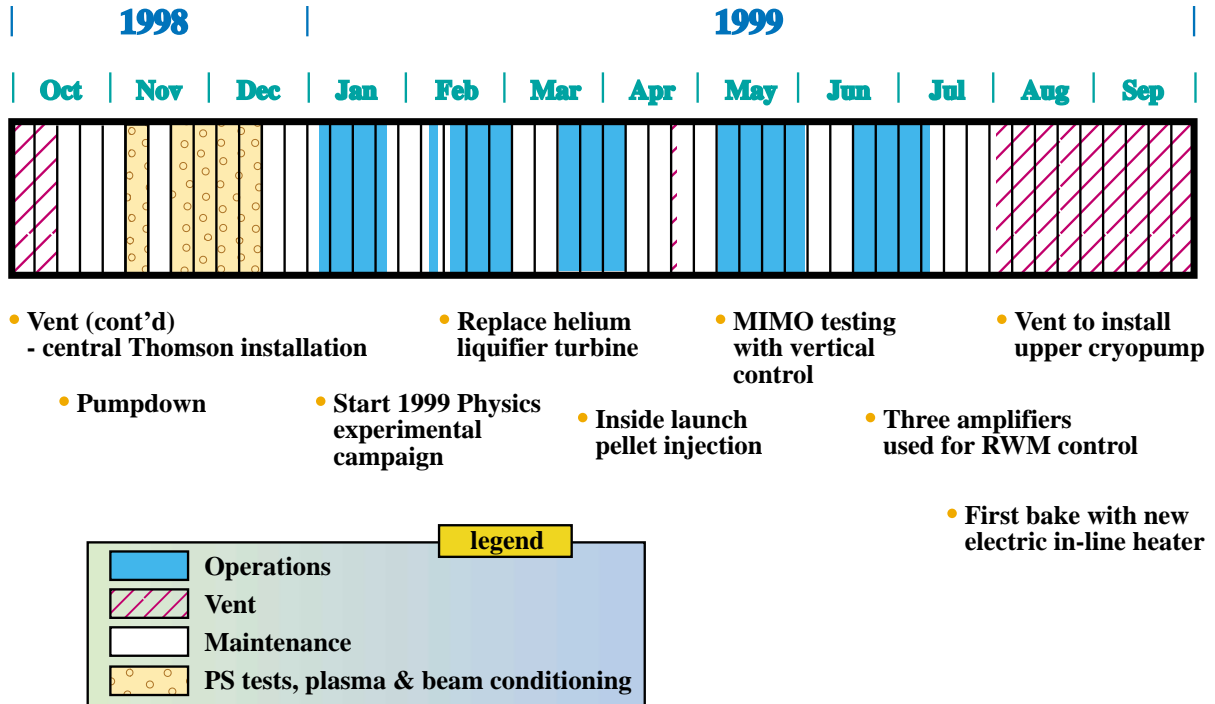 1998 1999
Oct Nov Dec Jan Feb Mar Apr May Jun Jul Aug Sep
• Vent (cont’d)
- central Thomson installation
• Pumpdown
• Replace helium
liquifier turbine
• Start 1999 Physics
experimental
campaign
• Inside launch
pellet injection
• MIMO testing
with vertical
control
• Three amplifiers
used for RWM control
• Vent to install
upper cryopump
• First bake with new
electric in-line heater
legend
Operations
Vent
Maintenance
PS tests, plasma & beam conditioning